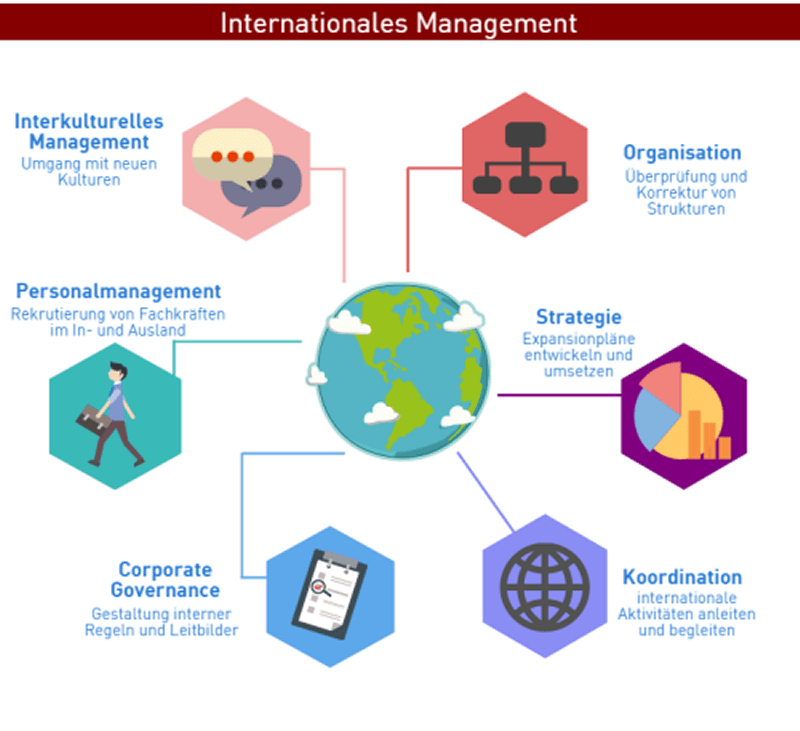 Internationales Management
Interkulturelles
Management
Umgang mit neuen
Kulturen
Organisation
Überprüfung und
Korrektur von
Strukturen
Personalmanagement
Rekrutierung von Fachkräften
im In- und Ausland
Strategie
Expansionpläne
entwickeln und
umsetzen
Corporate
Governance
Gestaltung interner
Regeln und Leitbilder
Koordination
internationale
Aktivitäten anleiten
und begleiten